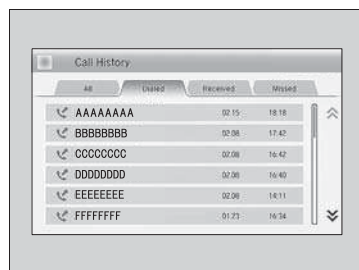 Call History
All Dialed Received Missed
AAAAAAAA 02.15 18:18
BBBBBBBB 02.08 17:42
CCCCCCCC 02.08 16:42
DDDDDDDD 02.08 16:40
EEEEEEEE 02.08 14:11
FFFFFFFF 01.23 16:34